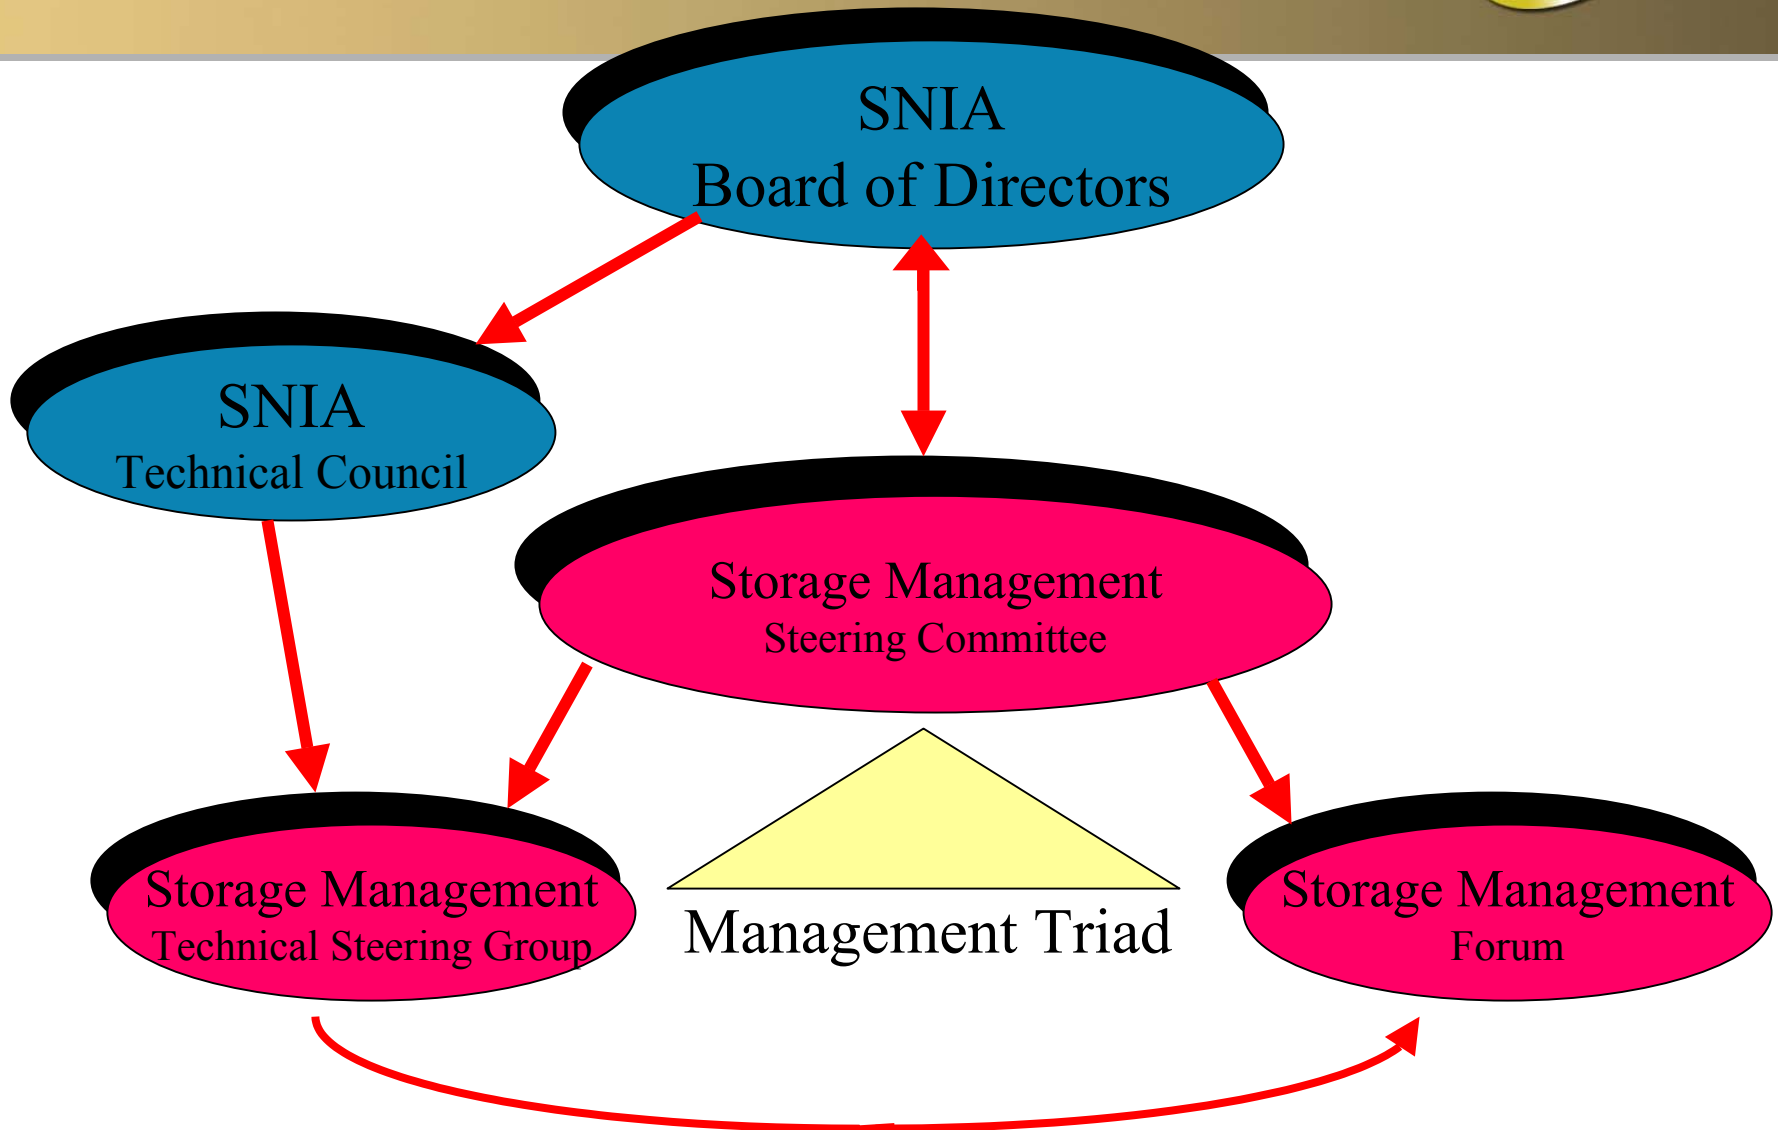 SNIA
Board of Directors
SNIA
Technical Council
Storage Management
Steering Committee
Storage Management
Technical Steering Group
Management Triad
Storage Management
Forum